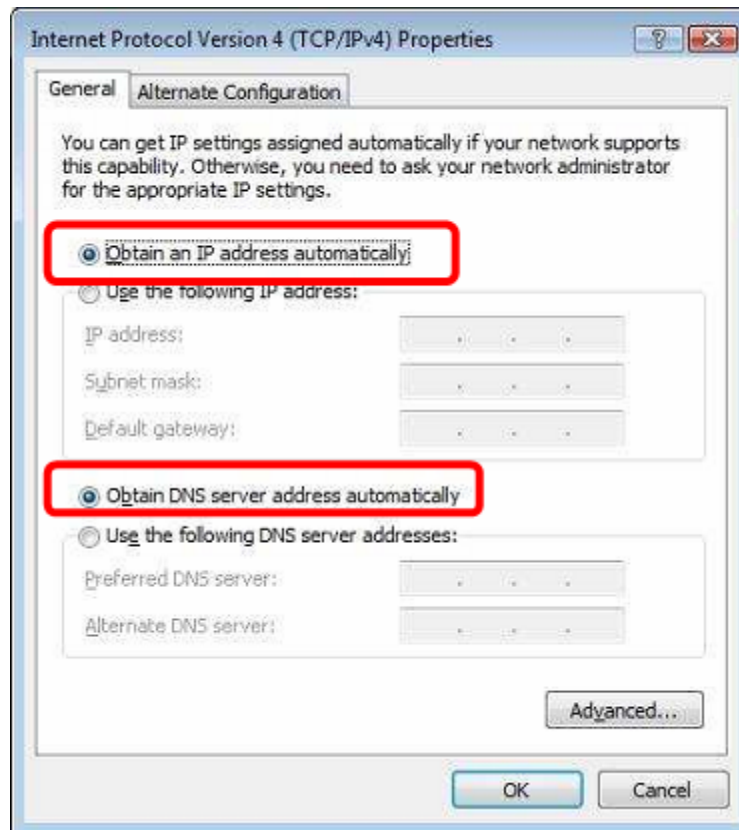 Internet Protocol Version 4 (TCP/IPv4) Properties
General
Alternate Configuration
You can get IP settings assigned automatically if your network supports
this capability. Otherwise, you need to ask your network administrator
for the appropriate IP settings.
Obtain an IP address automatically
Use the following IP address:
IP address:
Subnet mask:
Default gateway:
Obtain DNS server address automatically
Use the following DNS server addresses:
Preferred DNS server:
Alternate DNS server:
Advanced...
OK
Cancel